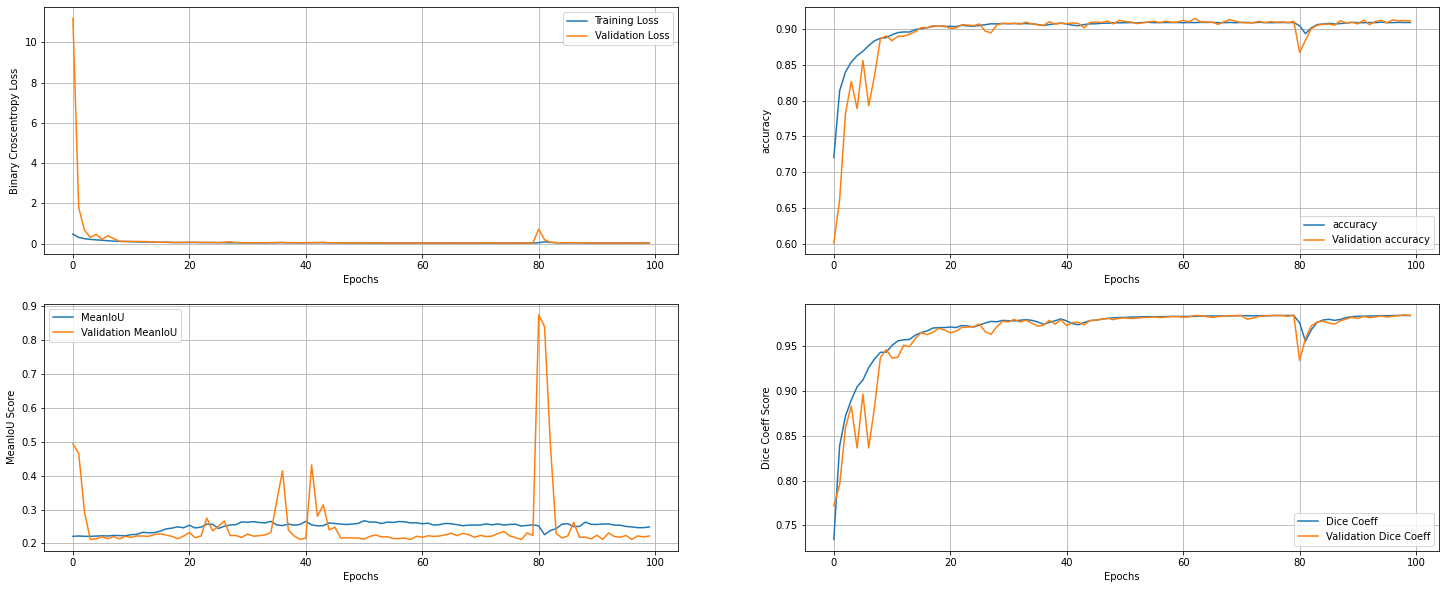 Binary Croscentropy Loss
10
8
6
4
2
0
Training Loss
Validation Loss
0 20 40 60 80 100
Epochs
accuracy
0.90
0.85
0.80
0.75
0.70
0.65
0.60
accuracy
Validation accuracy
0 20 40 60 80 100
Epochs
MeanIoU Score
0.9
0.8
0.7
0.6
0.5
0.4
0.3
0.2
MeanIoU
Validation MeanIoU
0 20 40 60 80 100
Epochs
Dice Coeff Score
0.95
0.90
0.85
0.80
0.75
Dice Coeff
Validation Dice Coeff
0 20 40 60 80 100
Epochs